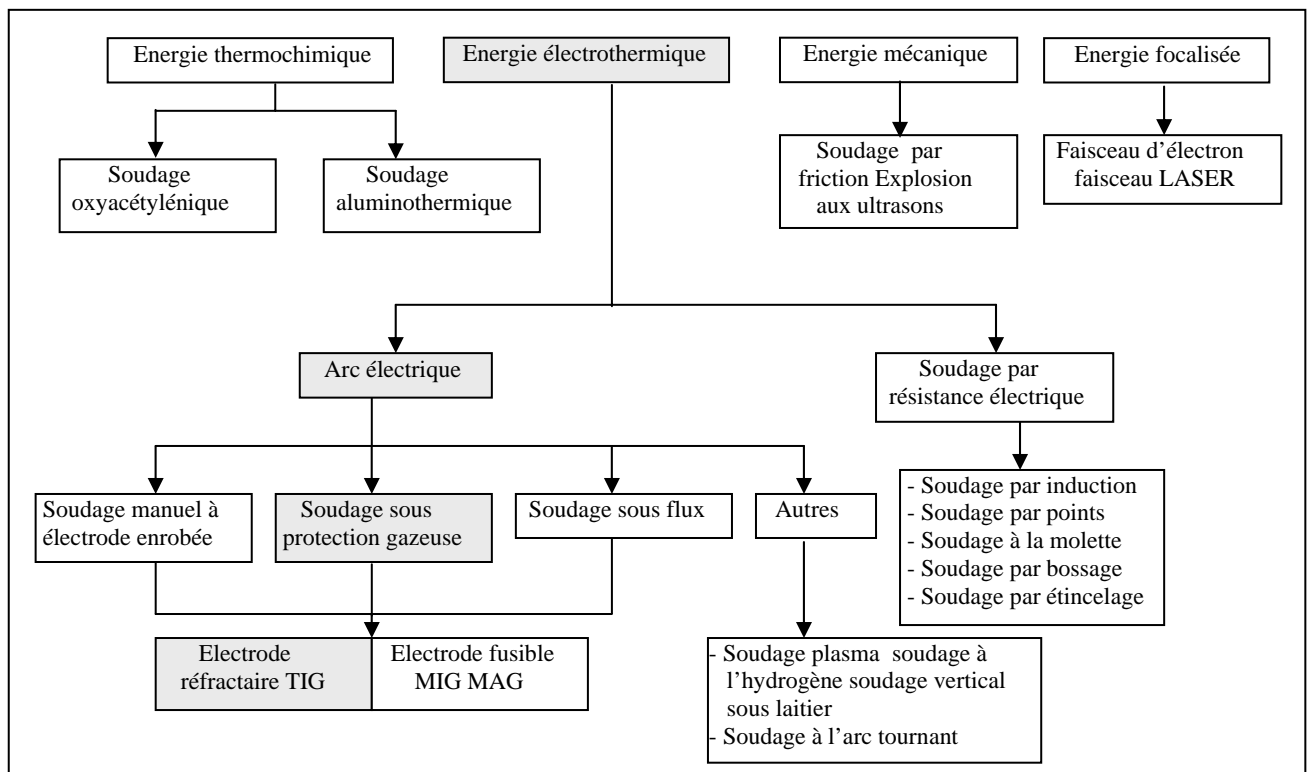 Energie thermochimique
Energie électrothermique
Energie mécanique
Energie focalisée
Soudage
oxyacétylénique
Soudage
aluminothermique
Soudage par
friction Explosion
aux ultrasons
Faisceau d'électron
faisceau LASER
Arc électrique
Soudage par
résistance électrique
Soudage manuel à
électrode enrobée
Soudage sous
protection gazeuse
Soudage sous flux
Autres
- Soudage par induction
- Soudage par points
- Soudage à la molette
- Soudage par bossage
- Soudage par étincelage
Electrode
réfractaire TIG
Electrode fusible
MIG MAG
- Soudage plasma soudage à
l'hydrogène soudage vertical
sous laitier
- Soudage à l'arc tournant